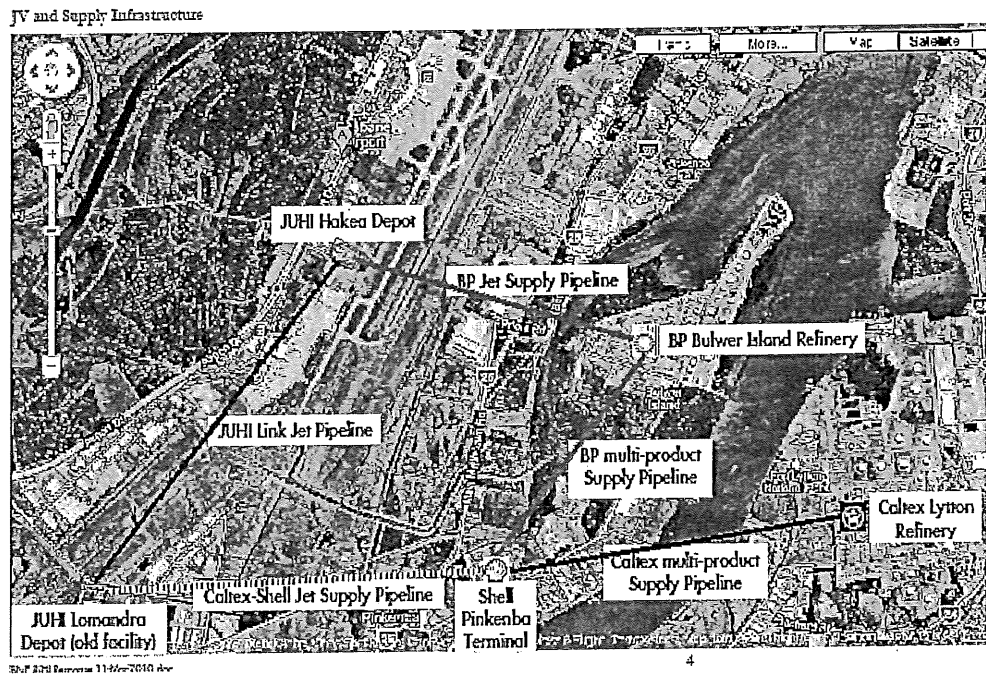 JV and Supply Infrastructure
More...
Map
Satellite
A
Airport
JUHI Hakea Depot
BP Jet Supply Pipeline
BP Bulwer Island Refinery
JUHI Link Jet Pipeline
BP multi-product
Supply Pipeline
Caltex Lytton
Refinery
Caltex multi-product
Supply Pipeline
Caltex-Shell Jet Supply Pipeline
Shell
Pinkenba
Terminal
JUHI Lomandra
Depot (old facility)
4